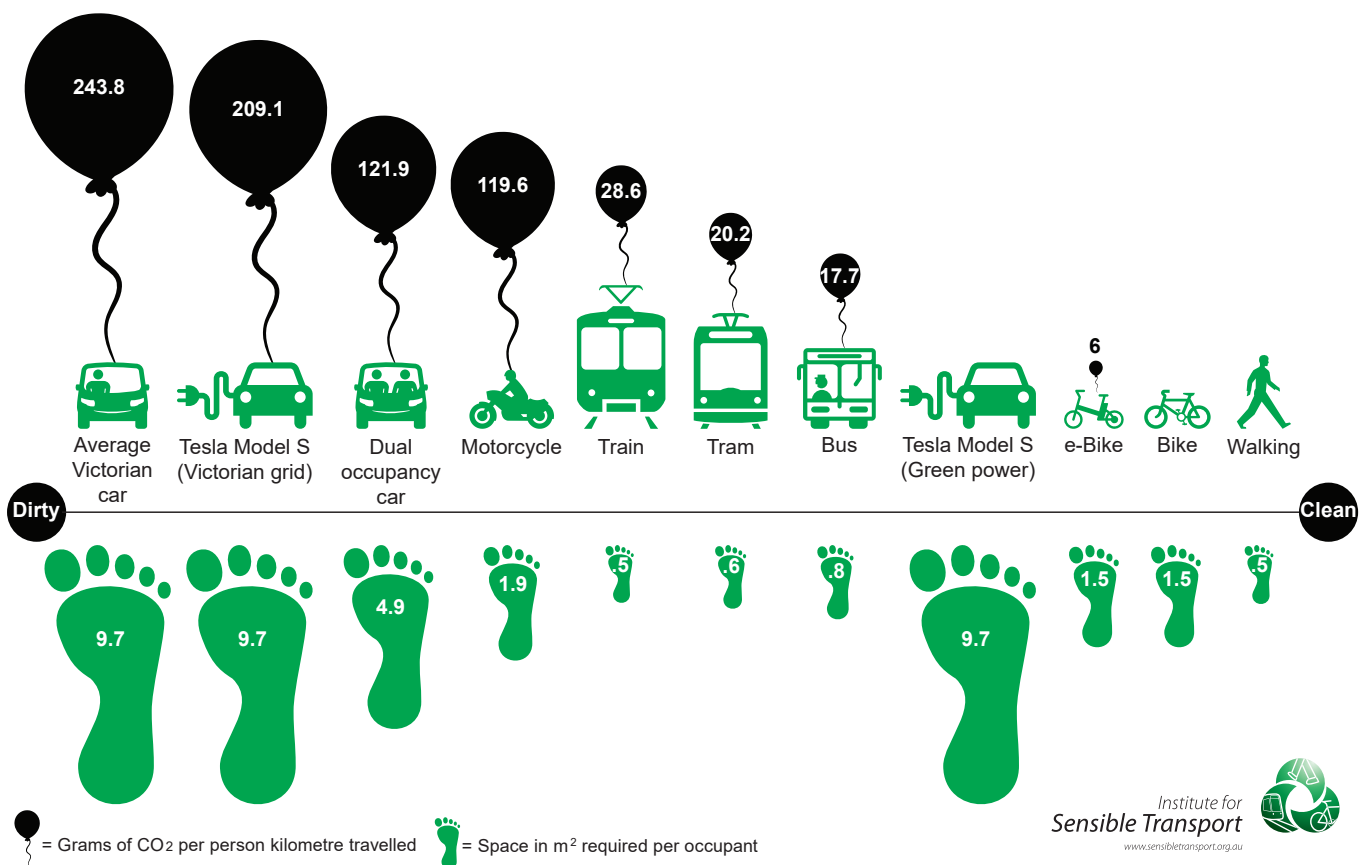 243.8
209.1
121.9
119.6
28.6
20.2
17.7
6
Average
Victorian
car
Tesla Model S
(Victorian grid)
Dual
occupancy
car
Motorcycle
Train
Tram
Bus
Tesla Model S
(Green power)
e-Bike
Bike
Walking
Dirty
Clean
9.7
9.7
4.9
1.9
.5
.6
.8
9.7
1.5
1.5
.5
= Grams of CO2 per person kilometre travelled
= Space in m² required per occupant
Institute for
Sensible Transport
www.sensibletransport.org.au